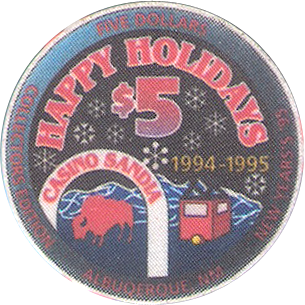 FIVE DOLLARS
HAPPY HOLIDAYS
$5
1994-1995
CASINO SANDIA
COLLECTORS EDITION
ALBUQUERQUE, NM
NEW YEAR'S 95